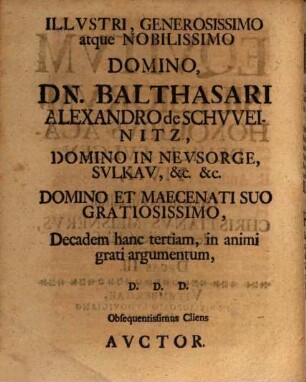 ILLVSTRI, GENEROSISSIMO
atque NOBILISSIMO
DOMINO,
DN. BALTHASARI
ALEXANDRO de SCHVVEI-
NITZ,
DOMINO IN NEVSORGE,
SVLKAV, &c. &c.
DOMINO ET MAECENATI SUO
GRATIOSISSIMO,
Decadem hanc tertiam, in animi
grati argumentum,
D. D. D.
Obsequentissimus Cliens
AVCTOR.